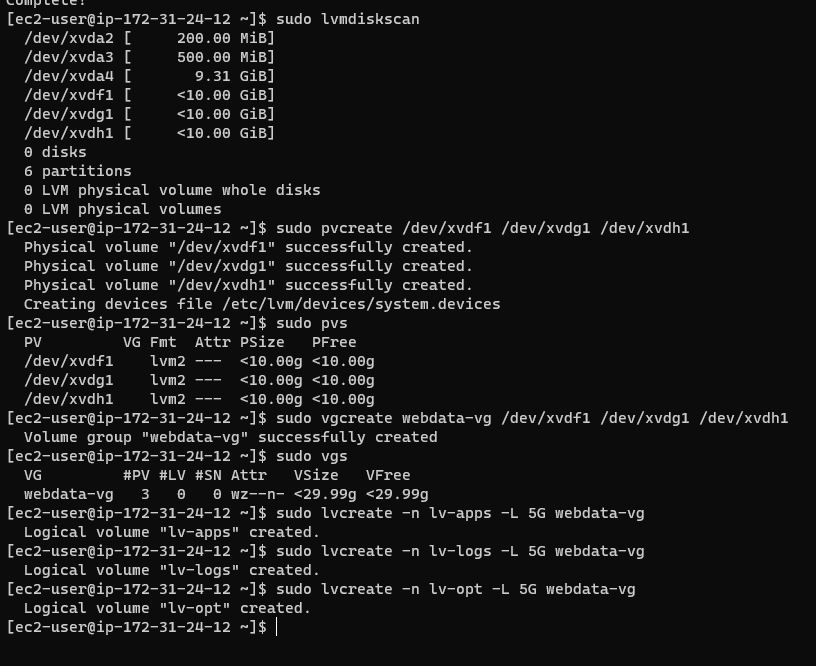 Complete!
[ec2-user@ip-172-31-24-12 ~]$ sudo lvmdiskscan
  /dev/xvda2 [     200.00 MiB]
  /dev/xvda3 [     500.00 MiB]
  /dev/xvda4 [       9.31 GiB]
  /dev/xvdf1 [     <10.00 GiB]
  /dev/xvdg1 [     <10.00 GiB]
  /dev/xvdh1 [     <10.00 GiB]
  0 disks
  6 partitions
  0 LVM physical volume whole disks
  0 LVM physical volumes
[ec2-user@ip-172-31-24-12 ~]$ sudo pvcreate /dev/xvdf1 /dev/xvdg1 /dev/xvdh1
  Physical volume "/dev/xvdf1" successfully created.
  Physical volume "/dev/xvdg1" successfully created.
  Physical volume "/dev/xvdh1" successfully created.
  Creating devices file /etc/lvm/devices/system.devices
[ec2-user@ip-172-31-24-12 ~]$ sudo pvs
  PV         VG Fmt  Attr PSize   PFree
  /dev/xvdf1    lvm2 ---  <10.00g <10.00g
  /dev/xvdg1    lvm2 ---  <10.00g <10.00g
  /dev/xvdh1    lvm2 ---  <10.00g <10.00g
[ec2-user@ip-172-31-24-12 ~]$ sudo vgcreate webdata-vg /dev/xvdf1 /dev/xvdg1 /dev/xvdh1
  Volume group "webdata-vg" successfully created
[ec2-user@ip-172-31-24-12 ~]$ sudo vgs
  VG         #PV #LV #SN Attr   VSize   VFree
  webdata-vg   3   0   0 wz--n- <29.99g <29.99g
[ec2-user@ip-172-31-24-12 ~]$ sudo lvcreate -n lv-apps -L 5G webdata-vg
  Logical volume "lv-apps" created.
[ec2-user@ip-172-31-24-12 ~]$ sudo lvcreate -n lv-logs -L 5G webdata-vg
  Logical volume "lv-logs" created.
[ec2-user@ip-172-31-24-12 ~]$ sudo lvcreate -n lv-opt -L 5G webdata-vg
  Logical volume "lv-opt" created.
[ec2-user@ip-172-31-24-12 ~]$